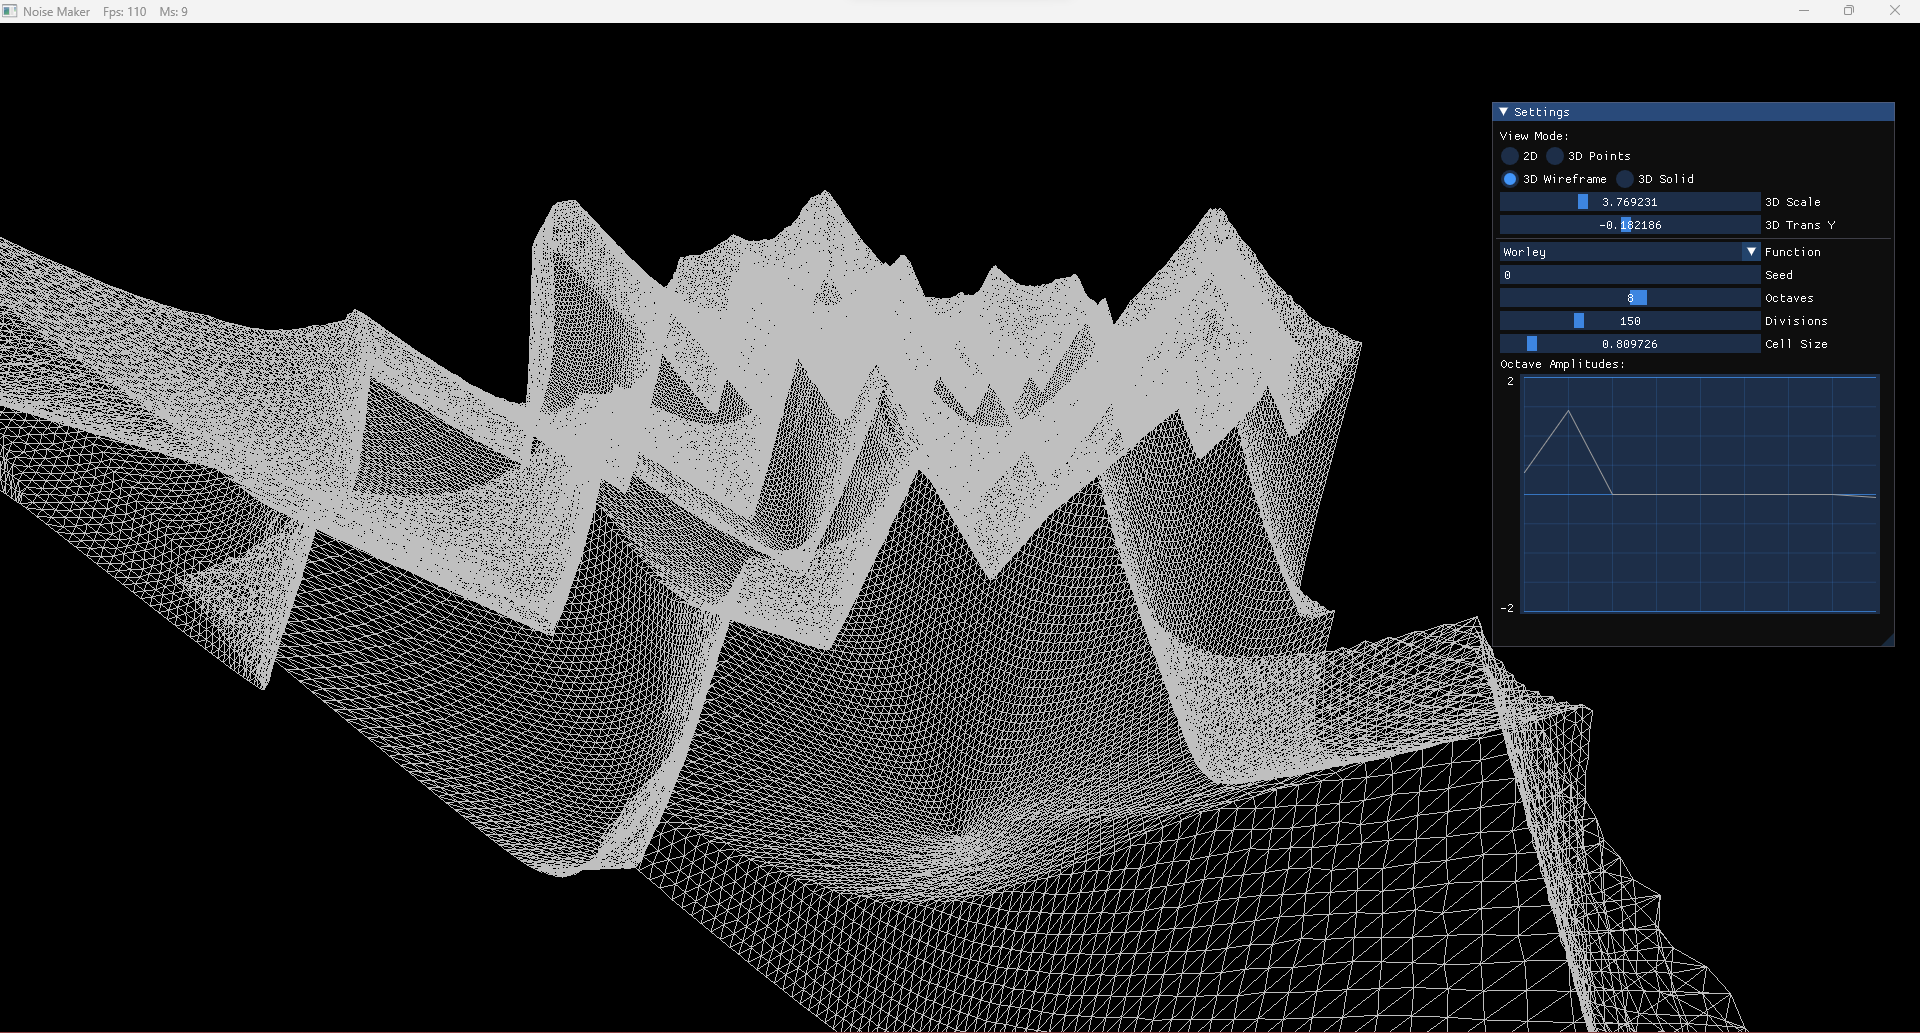 Noise Maker Fps: 110 Ms: 9
Settings
View Mode:
2D 3D Points
3D Wireframe 3D Solid
3.769231 3D Scale
-0.182186 3D Trans Y
Worley Function
0 Seed
8 Octaves
150 Divisions
0.809726 Cell Size
Octave Amplitudes:
2
-2